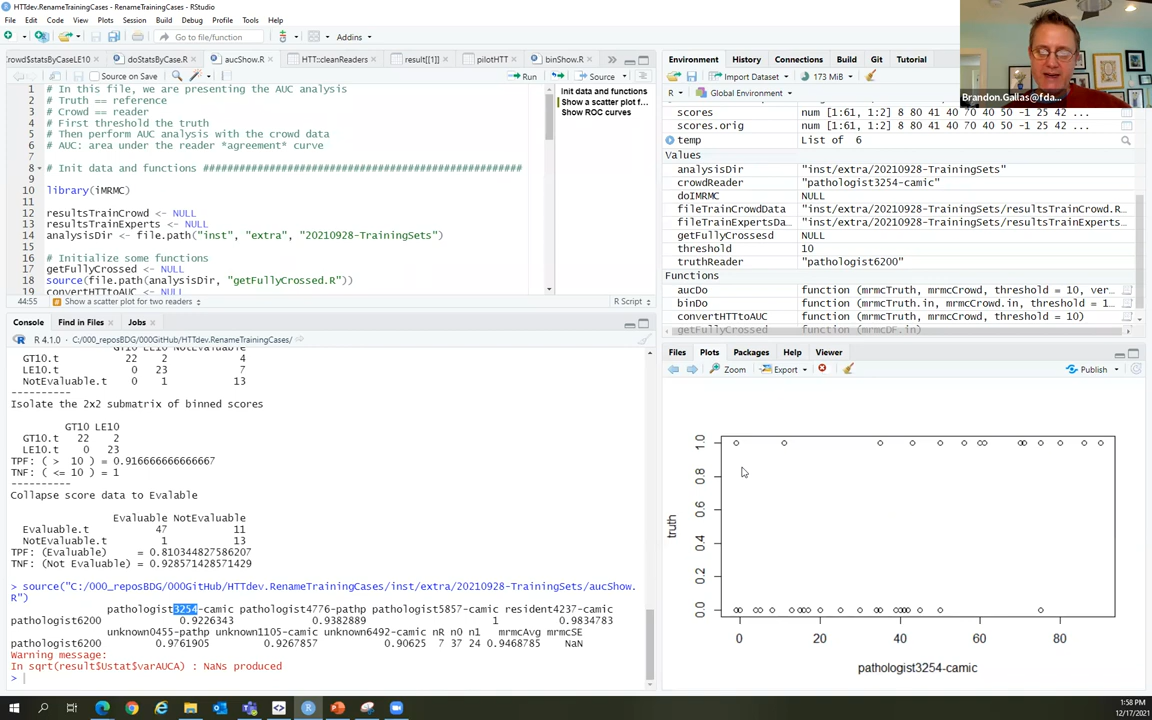 HTTdev.RenameTrainingCases - RStudio
File Edit Code View Plots Session Build Debug Profile Tools Help
Go to file/function Addins
rowd$statsByCaseLE10 doStatsByCase.R aucShow.R HTT::cleanReaders result[[1]] pilotHTT binShow.R
Source on Save Run Source
1 # In this file, we are presenting the AUC analysis
2 # Truth == reference
3 # Crowd == reader
4 # First threshold the truth
5 # Then perform AUC analysis with the crowd data
6 # AUC: area under the reader *agreement* curve
7
8 # Init data and functions ####################################################
9
10 library(iMRMC)
11
12 resultsTrainCrowd <- NULL
13 resultsTrainExperts <- NULL
14 analysisDir <- file.path("inst", "extra", "20210928-TrainingSets")
15
16 # Initialize some functions
17 getFullyCrossed <- NULL
18 source(file.path(analysisDir, "getFullyCrossed.R"))
19 convertHTTtoAUC <- NULL
Init data and functions
Show a scatter plot f...
Show ROC curves
44:55 Show a scatter plot for two readers R Script
Console Find in Files Jobs
R 4.1.0 · C:/000_reposBDG/000GitHub/HTTdev.RenameTrainingCases/
GT10.t LE10 NotEvaluable
GT10.t 22 2 4
LE10.t 0 23 7
NotEvaluable.t 0 1 13
----------
Isolate the 2x2 submatrix of binned scores
GT10 LE10
GT10.t 22 2
LE10.t 0 23
TPF: ( > 10 ) = 0.916666666666667
TNF: ( <= 10 ) = 1
----------
Collapse score data to Evalable
Evaluable NotEvaluable
Evaluable.t 47 11
NotEvaluable.t 1 13
TPF: (Evaluable) = 0.810344827586207
TNF: (Not Evaluable) = 0.928571428571429
> source("C:/000_reposBDG/000GitHub/HTTdev.RenameTrainingCases/inst/extra/20210928-TrainingSets/aucShow.
R")
pathologist3254-camic pathologist4776-pathp pathologist5857-camic resident4237-camic
pathologist6200 0.9226343 0.9382889 1 0.9834783
unknown0455-pathp unknown1105-camic unknown6492-camic nR n0 n1 mrmcAvg mrmcSE
pathologist6200 0.9761905 0.9267857 0.90625 7 37 24 0.9468785 NaN
Warning message:
In sqrt(result$Ustat$varAUCA) : NaNs produced
>
Environment History Connections Build Git Tutorial
Import Dataset 173 MiB
R Global Environment
scores num [1:61, 1:2] 8 80 41 40 70 40 50 -1 25 42 ...
scores.orig num [1:61, 1:2] 8 80 41 40 70 40 50 -1 25 42 ...
temp List of 6
Values
analysisDir "inst/extra/20210928-TrainingSets"
crowdReader "pathologist3254-camic"
doIMRMC NULL
fileTrainCrowdData "inst/extra/20210928-TrainingSets/resultsTrainCrowd.R...
fileTrainExpertsDa... "inst/extra/20210928-TrainingSets/resultsTrainExperts...
getFullyCrossesd NULL
threshold 10
truthReader "pathologist6200"
Functions
aucDo function (mrmcTruth, mrmcCrowd, threshold = 10, ver...
binDo function (mrmcTruth.in, mrmcCrowd.in, threshold = 1...
convertHTTtoAUC function (mrmcTruth, mrmcCrowd, threshold = 10)
getFullyCrossed function (mrmcDF.in)
Files Plots Packages Help Viewer
Zoom Export Publish
truth
1.0
0.8
0.6
0.4
0.2
0.0
0 20 40 60 80
pathologist3254-camic
Brandon.Gallas@fda...
1:58 PM
12/17/2021